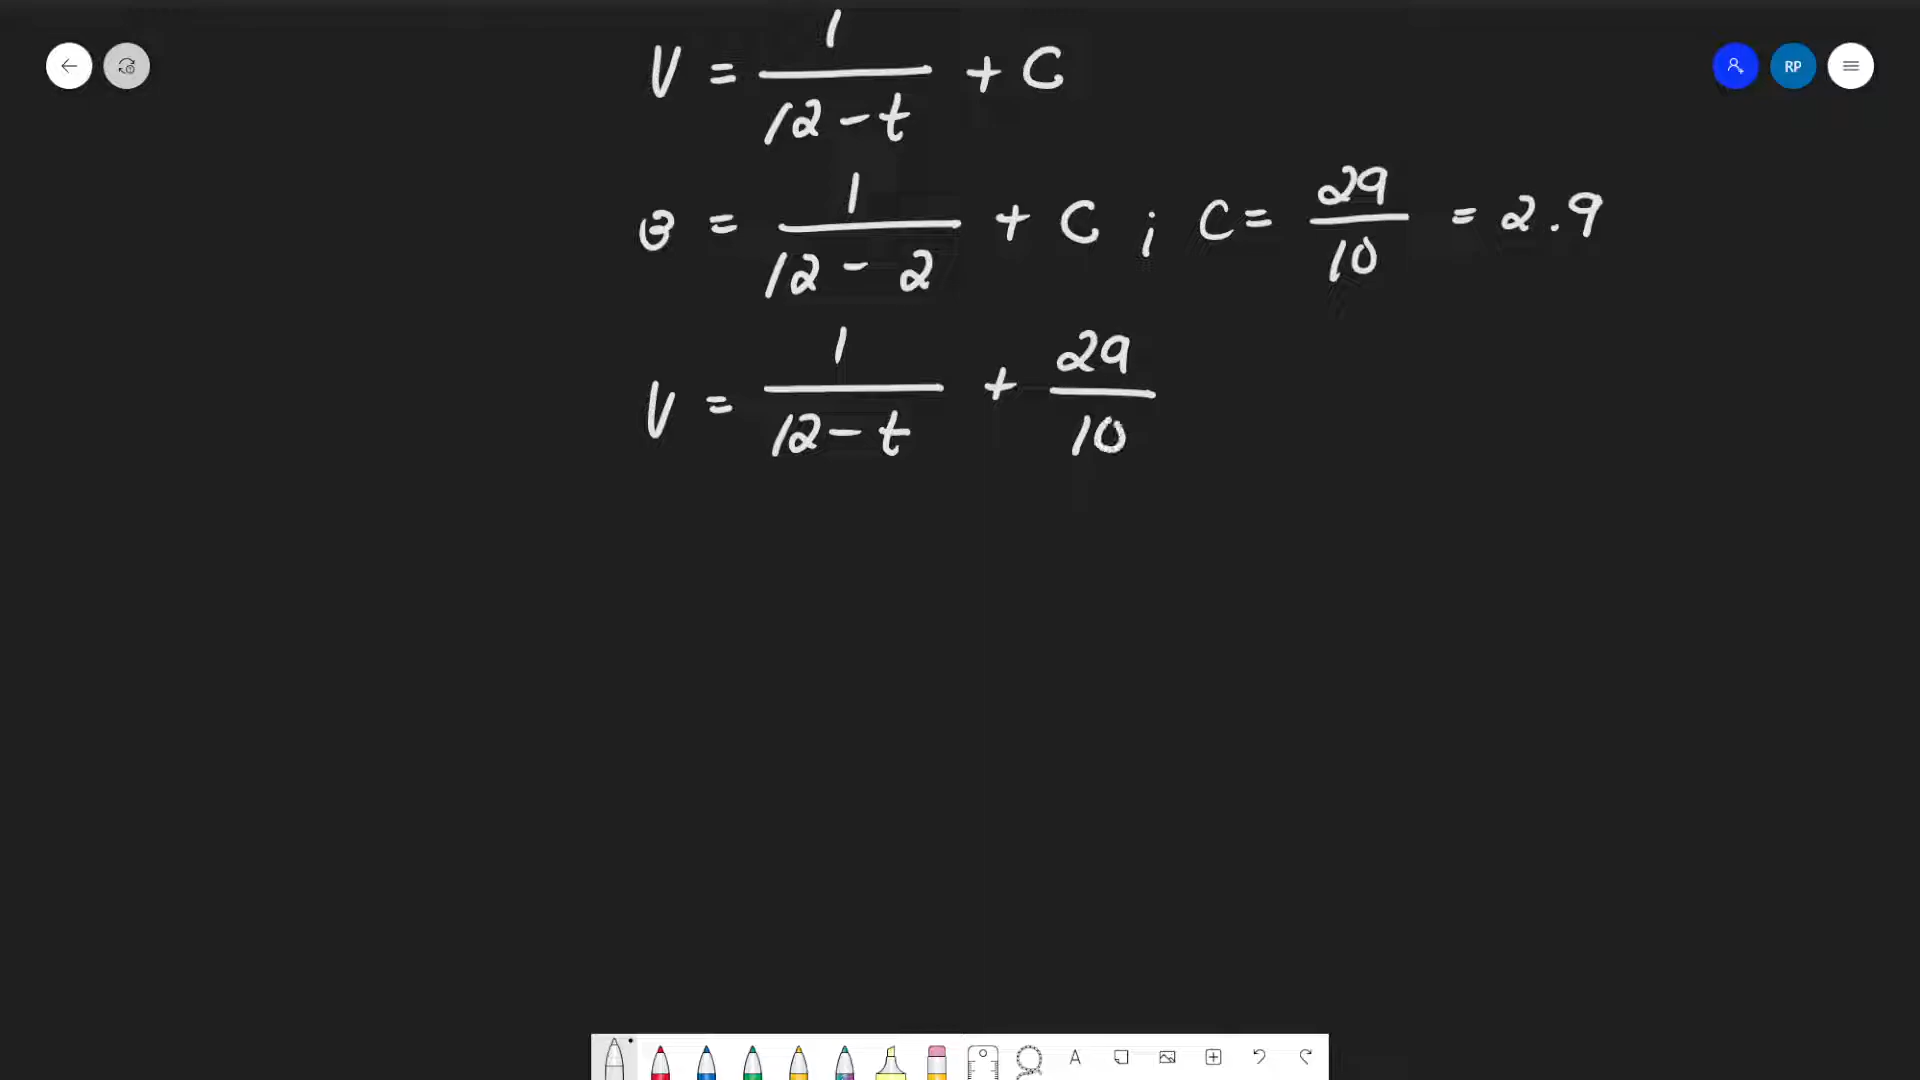 V = 1/(12-t) + C
RP
3 = 1/(12-2) + C ; C = 29/10 = 2.9
V = 1/(12-t) + 29/10
A